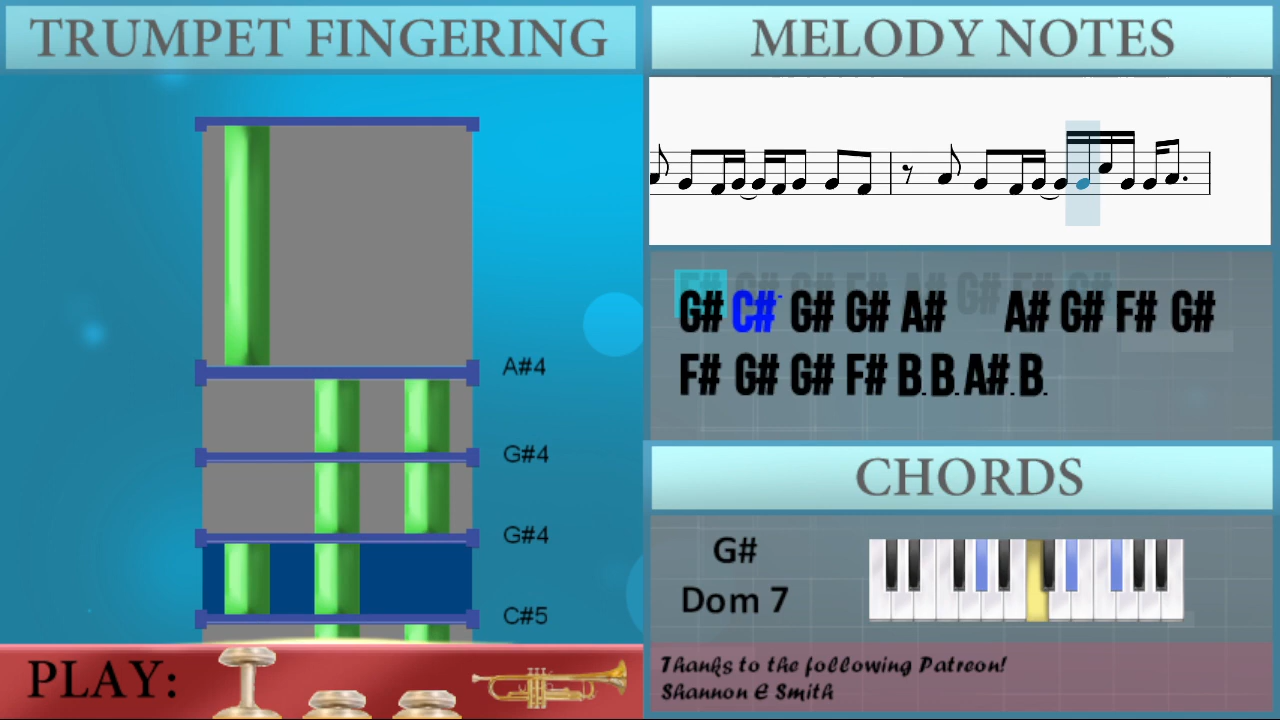 TRUMPET FINGERING
MELODY NOTES
A#4
G#4
G#4
C#5
PLAY:
G# C# G# G# A# A# G# F# G#
F# G# G# F# B B A# B
CHORDS
G#
Dom 7
Thanks to the following Patreon!
Shannon E Smith